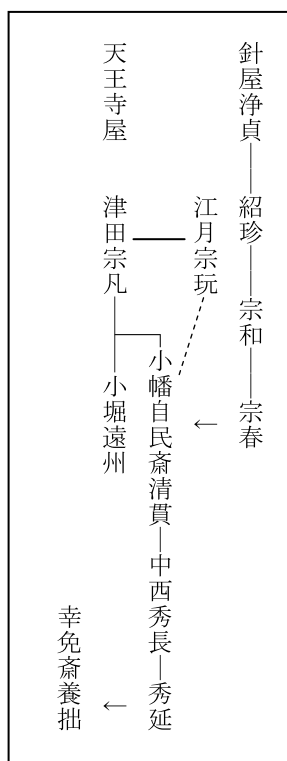 針屋浄貞―紹珍―宗和―宗春
江月宗玩
←
小幡自民斎清貫―中西秀長―秀延
天王寺屋 津田宗凡
小堀遠州
←
幸免斎養拙